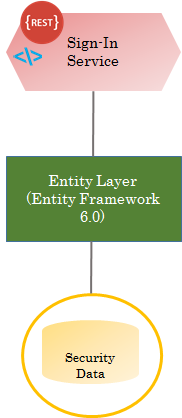 {REST}
</>
Sign-In
Service
Entity Layer
(Entity Framework
6.0)
Security
Data